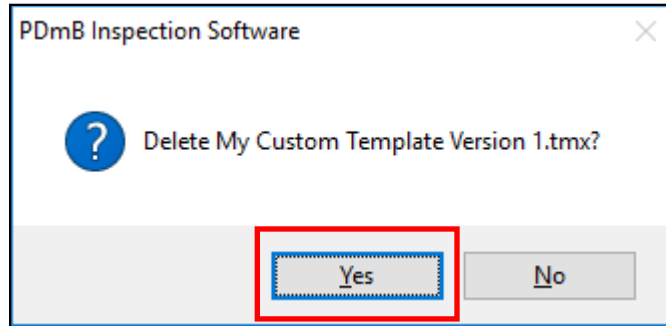 PDmB Inspection Software
Delete My Custom Template Version 1.tmx?
Yes
No